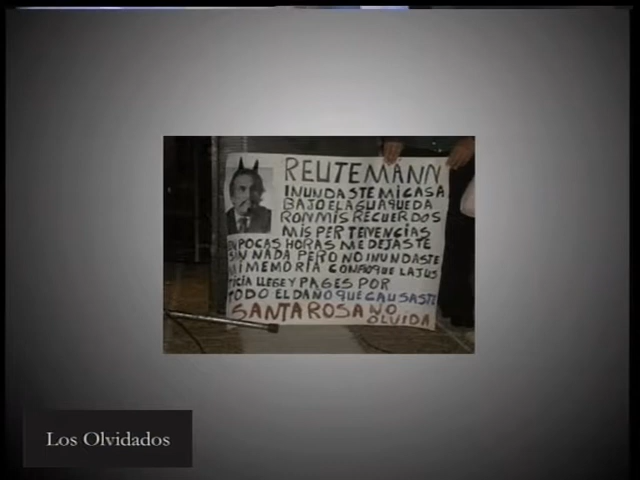 REUTEMANN
INUNDASTE MI CASA
BAJO EL AGUA QUEDA
RON MIS RECUERDOS
MIS PERTENENCIAS
EN POCAS HORAS ME DEJASTE
SIN NADA PERO NO INUNDASTE
MI MEMORIA CONFIO QUE LA JUS
TICIA LLEGE Y PAGES POR
TODO EL DAÑO QUE CAUSASTE
SANTA ROSA NO
OLVIDA
Los Olvidados